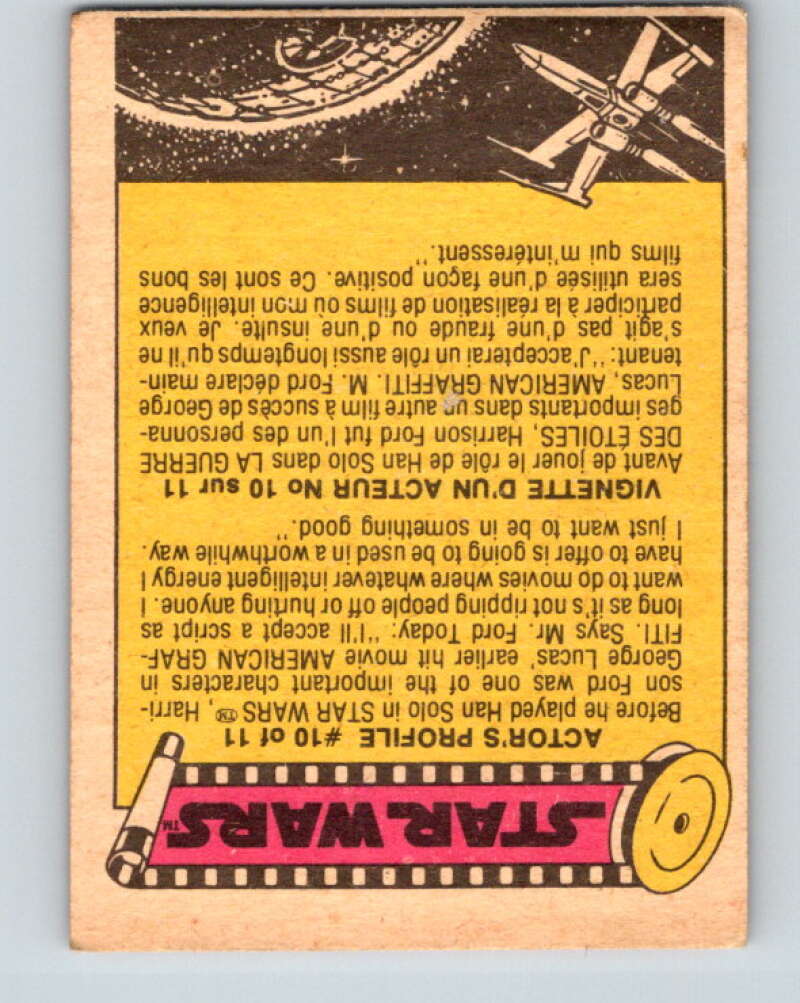 STAR WARS™
ACTOR'S PROFILE #10 of 11
Before he played Han Solo in STAR WARS™, Harri-
son Ford was one of the important characters in
George Lucas' earlier hit movie AMERICAN GRAF-
FITI. Says Mr. Ford Today: "I'll accept a script as
long as it's not ripping people off or hurting anyone. I
want to do movies where whatever intelligent energy I
have to offer is going to be used in a worthwhile way.
I just want to be in something good."
VIGNETTE D'UN ACTEUR No 10 sur 11
Avant de jouer le rôle de Han Solo dans LA GUERRE
DES ÉTOILES, Harrison Ford fut l'un des personna-
ges importants dans un autre film à succès de George
Lucas, AMERICAN GRAFFITI. M. Ford déclare main-
tenant: "J'accepterai un rôle aussi longtemps qu'il ne
s'agit pas d'une fraude ou d'une insulte. Je veux
participer à la réalisation de films où mon intelligence
sera utilisée d'une façon positive. Ce sont les bons
films qui m'intéressent."